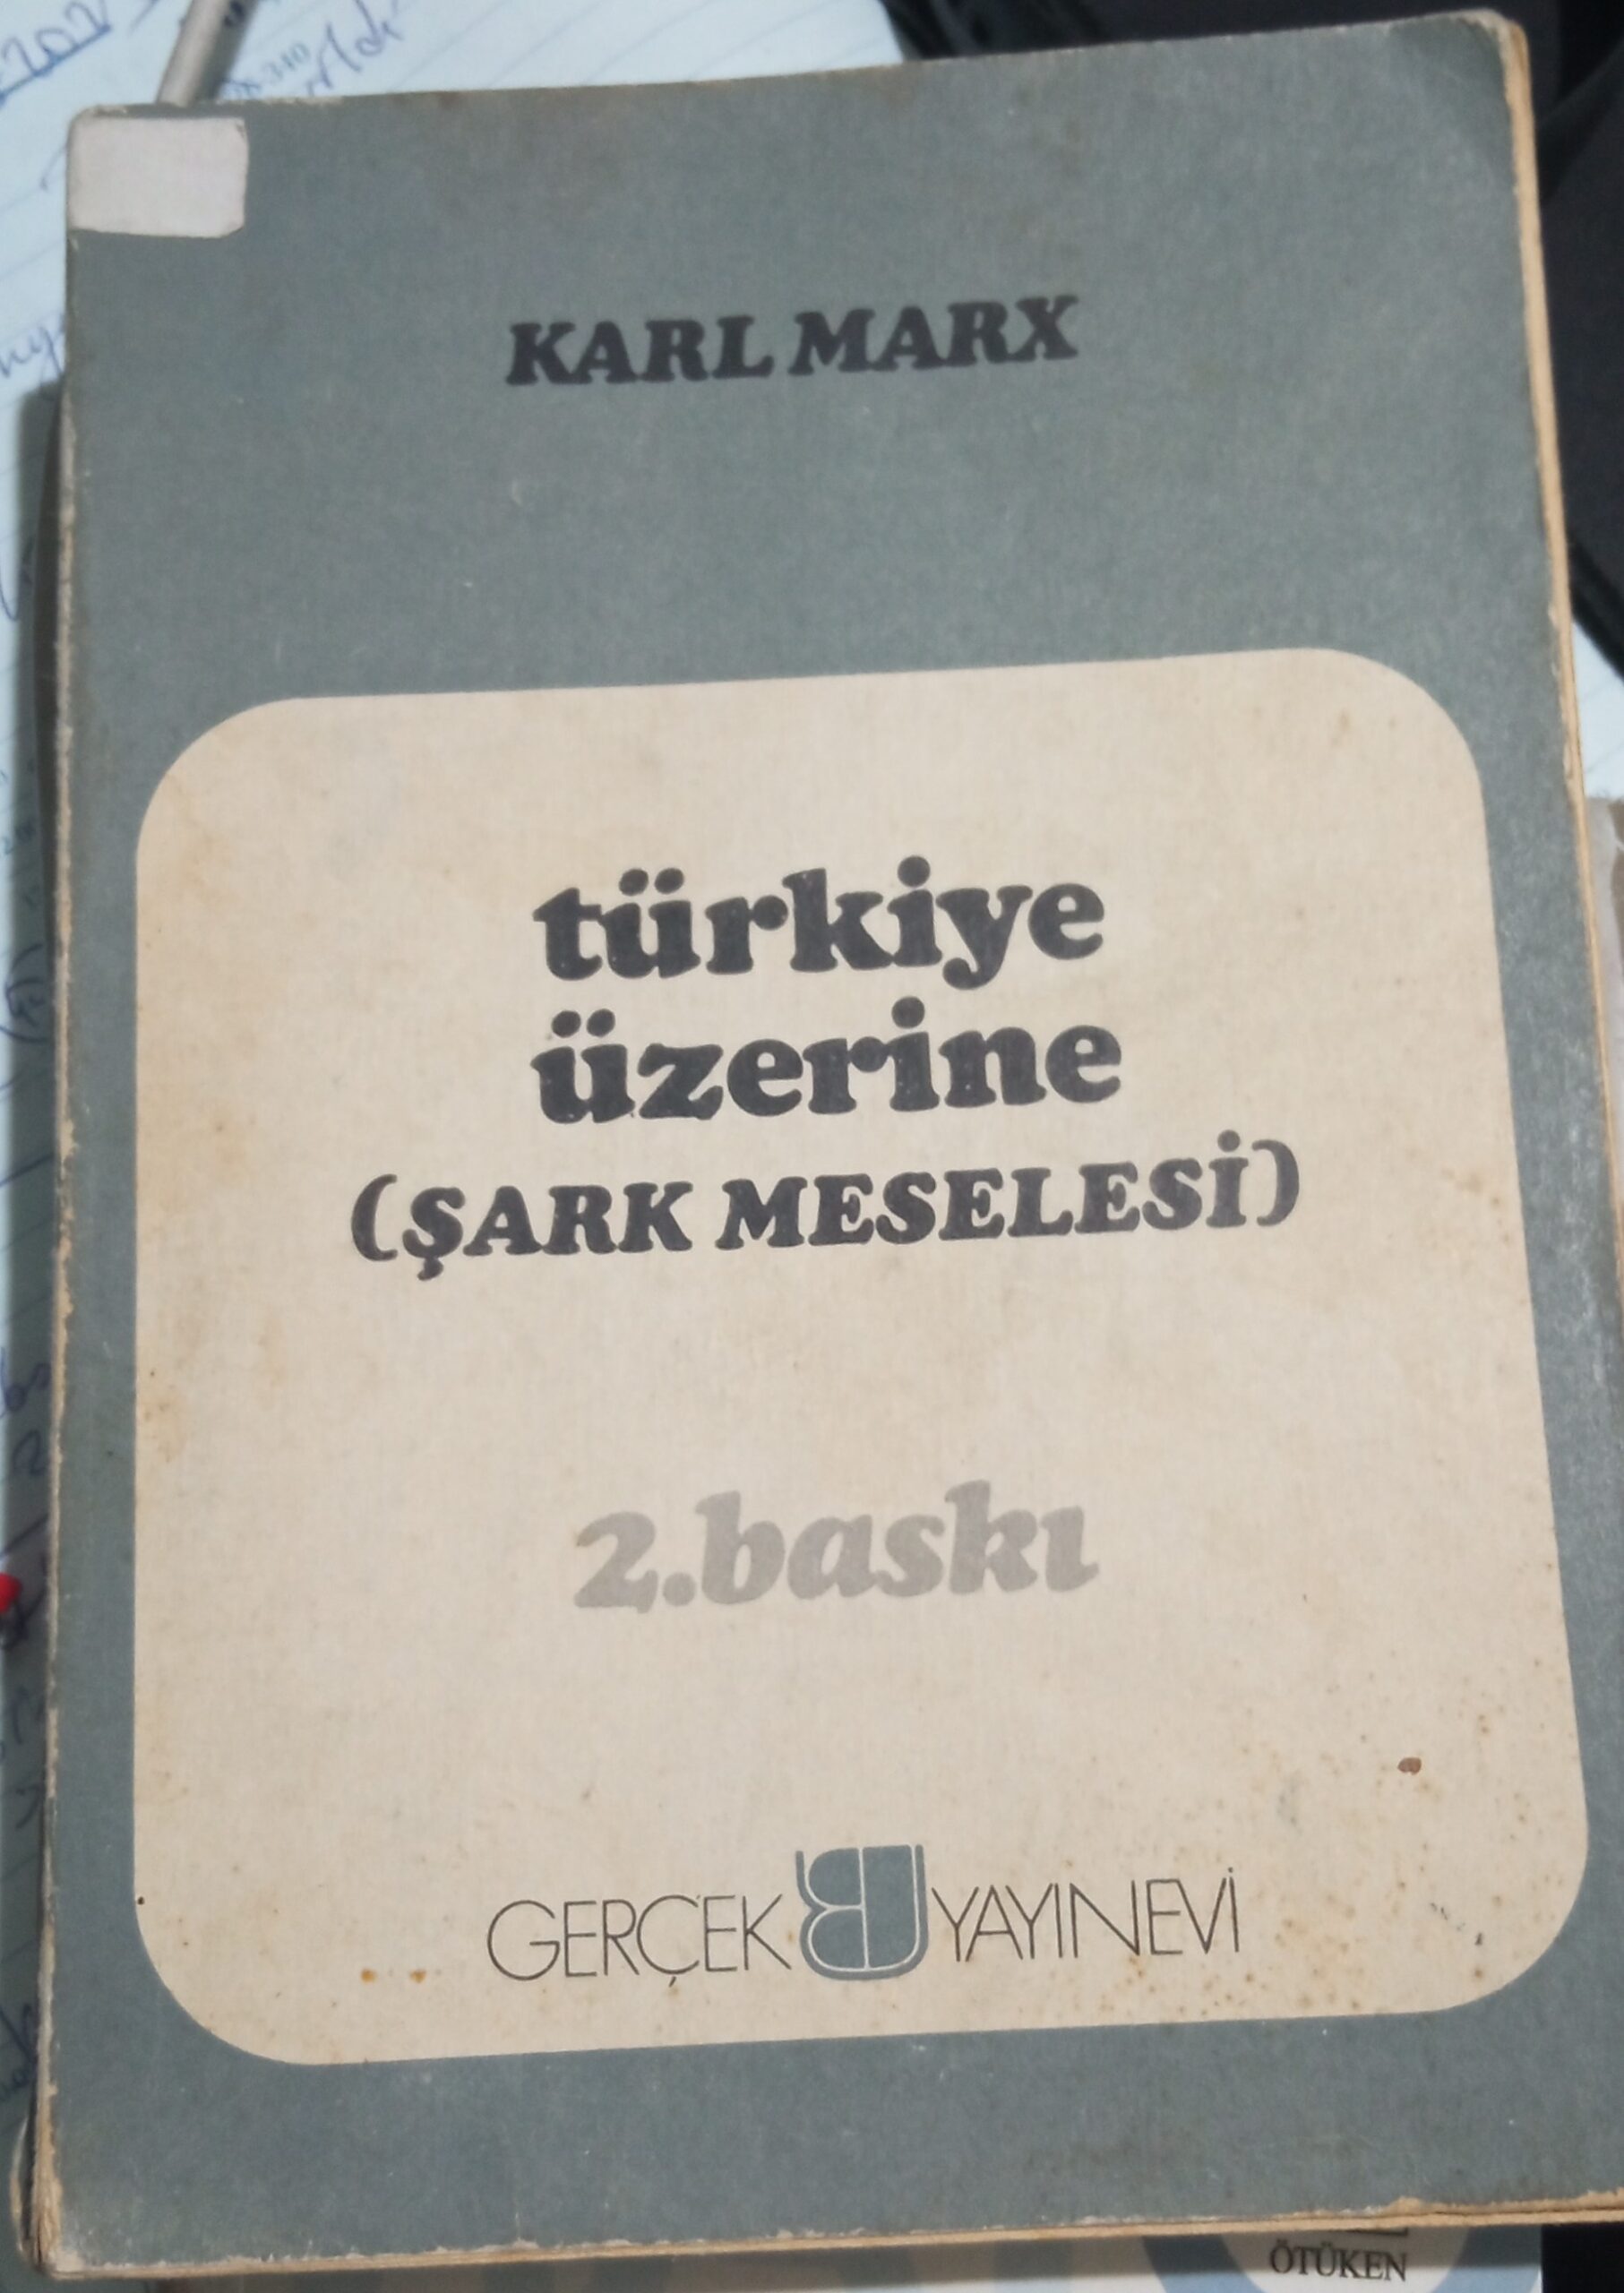 KARL MARX
türkiye
üzerine
(ŞARK MESELESİ)
2.baskı
GERÇEK YAYINEVİ
ÖTÜKEN